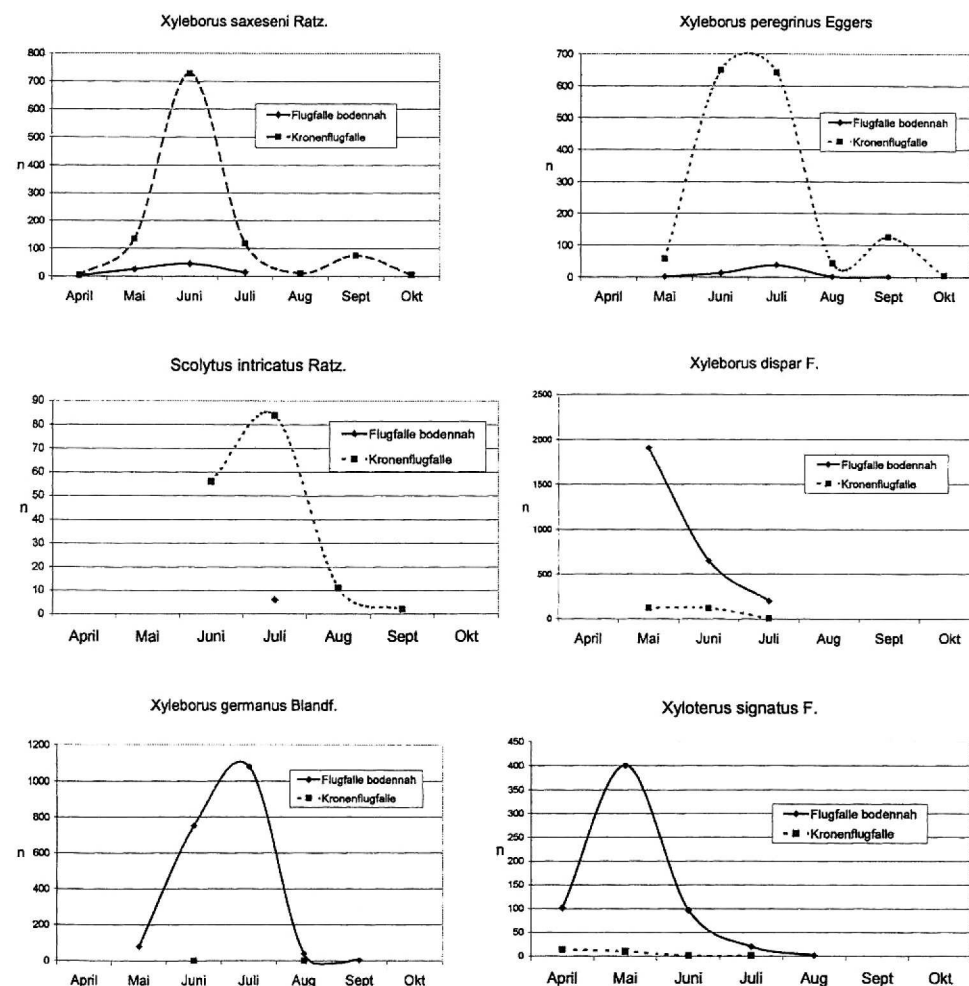 Xyleborus saxeseni Ratz.
800
700
600
500
n 400
300
200
100
0
Flugfalle bodennah
Kronenflugfalle
April Mai Juni Juli Aug Sept Okt
Xyleborus peregrinus Eggers
700
600
500
400
n
300
200
100
0
Flugfalle bodennah
Kronenflugfalle
April Mai Juni Juli Aug Sept Okt
Scolytus intricatus Ratz.
90
80
70
60
50
n
40
30
20
10
0
Flugfalle bodennah
Kronenflugfalle
April Mai Juni Juli Aug Sept Okt
Xyleborus dispar F.
2500
2000
1500
n
1000
500
0
Flugfalle bodennah
Kronenflugfalle
April Mai Juni Juli Aug Sept Okt
Xyleborus germanus Blandf.
1200
1000
800
n 600
400
200
0
Flugfalle bodennah
Kronenflugfalle
April Mai Juni Juli Aug Sept Okt
Xyloterus signatus F.
450
400
350
300
250
n
200
150
100
50
0
Flugfalle bodennah
Kronenflugfalle
April Mai Juni Juli Aug Sept Okt